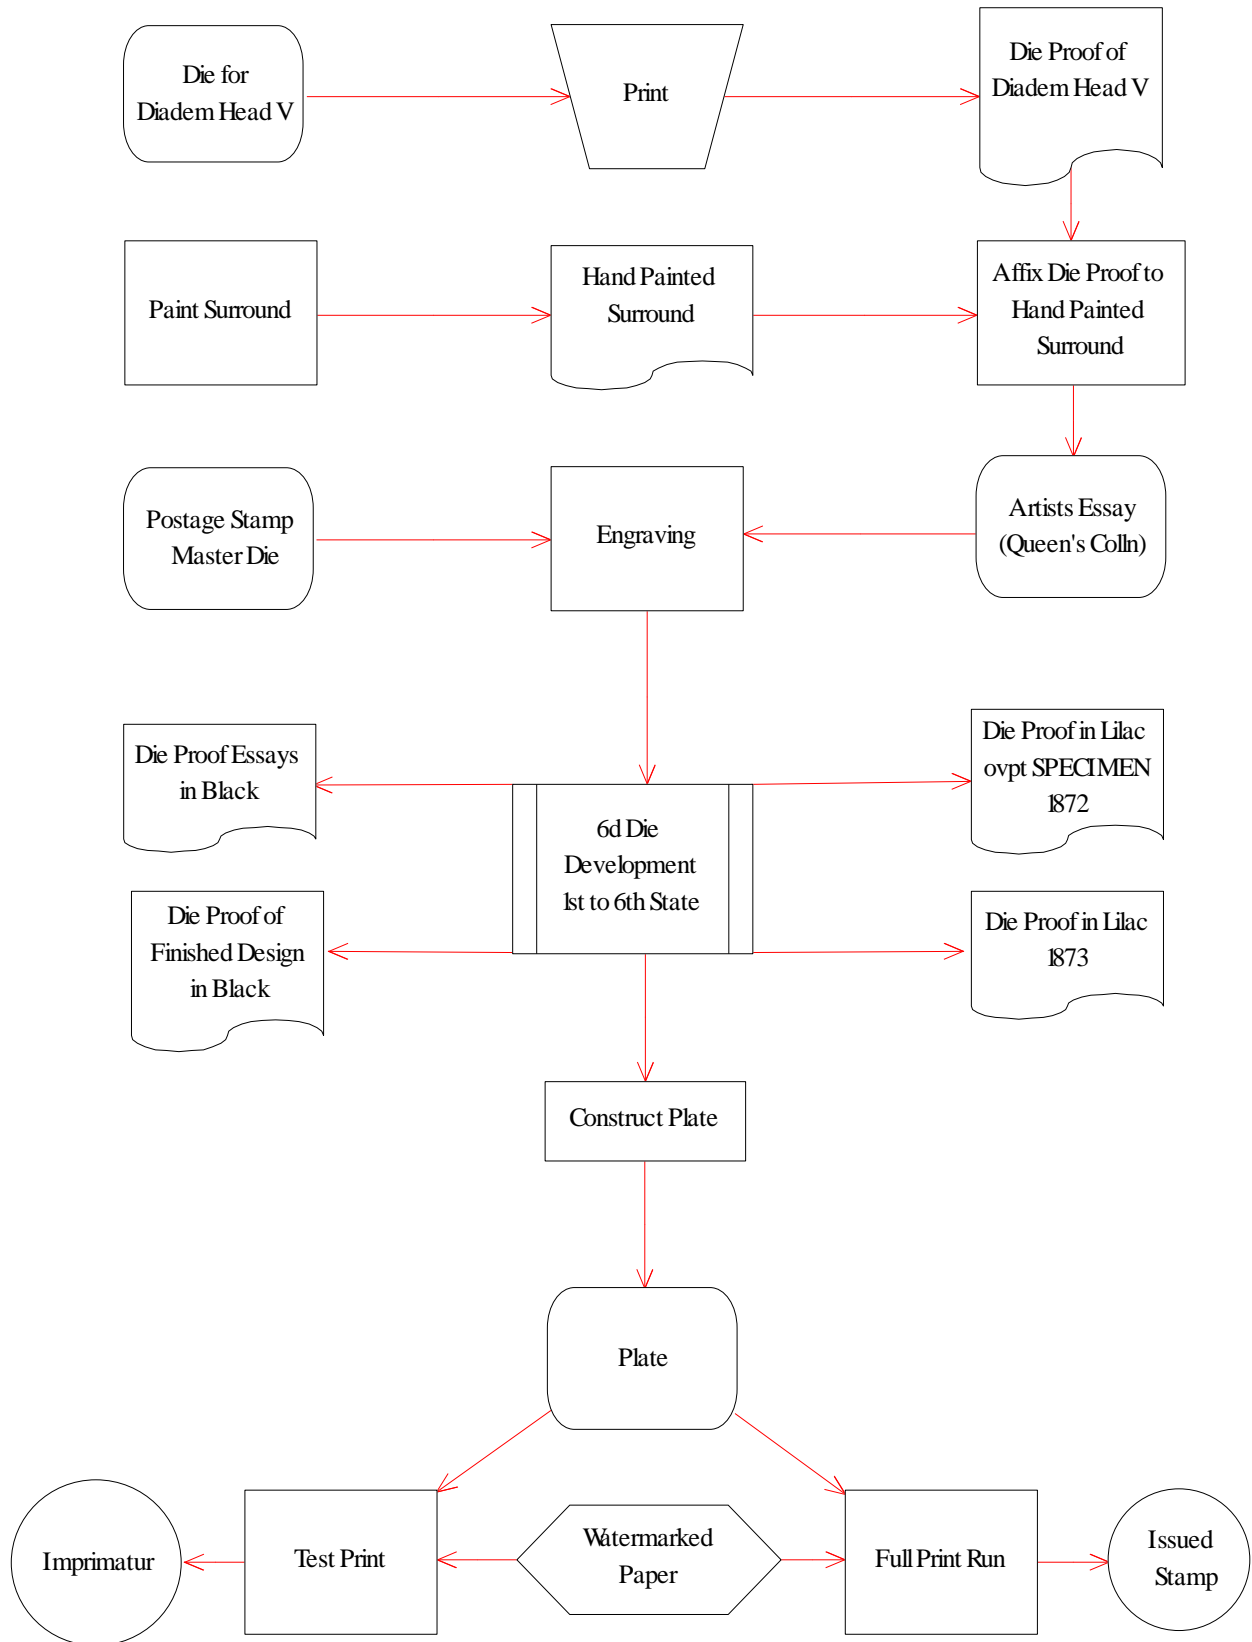 Die for
Diadem Head V
Print
Die Proof of
Diadem Head V
Paint Surround
Hand Painted
Surround
Affix Die Proof to
Hand Painted
Surround
Postage Stamp
Master Die
Engraving
Artists Essay
(Queen's Colln)
Die Proof Essays
in Black
6d Die
Development
1st to 6th State
Die Proof in Lilac
ovpt SPECIMEN
1872
Die Proof of
Finished Design
in Black
Die Proof in Lilac
1873
Construct Plate
Plate
Imprimatur
Test Print
Watermarked
Paper
Full Print Run
Issued
Stamp